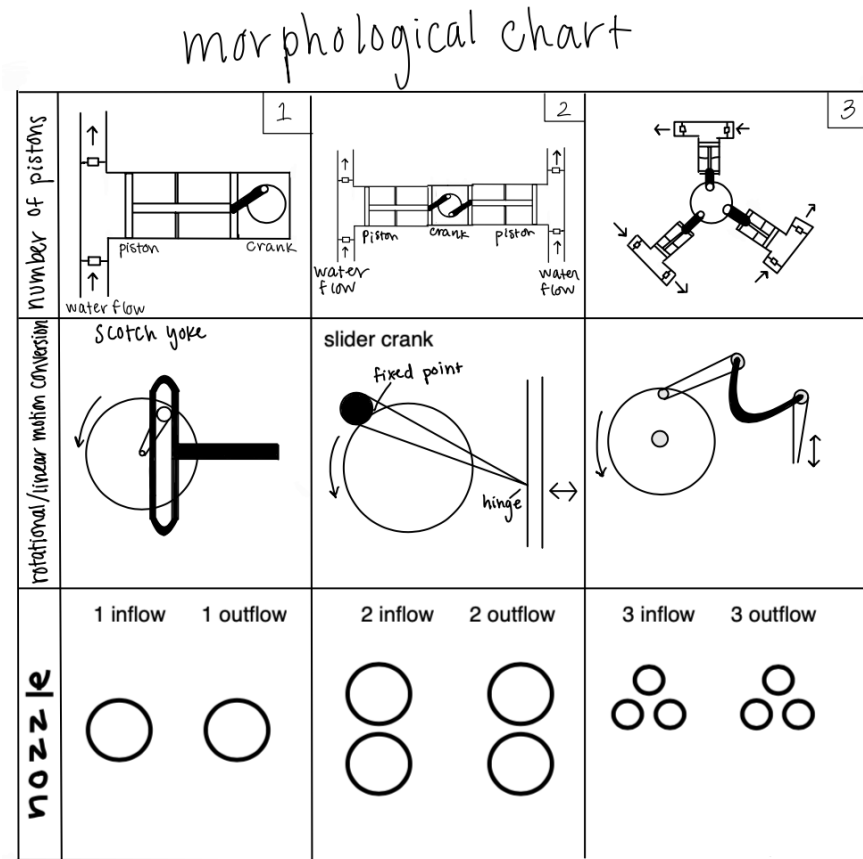 morphological chart
number of pistons
1
piston
crank
water flow
2
piston
crank
piston
water
flow
water
flow
3
rotational/linear motion conversion
scotch yoke
slider crank
fixed point
hinge
nozzle
1 inflow
1 outflow
2 inflow
2 outflow
3 inflow
3 outflow